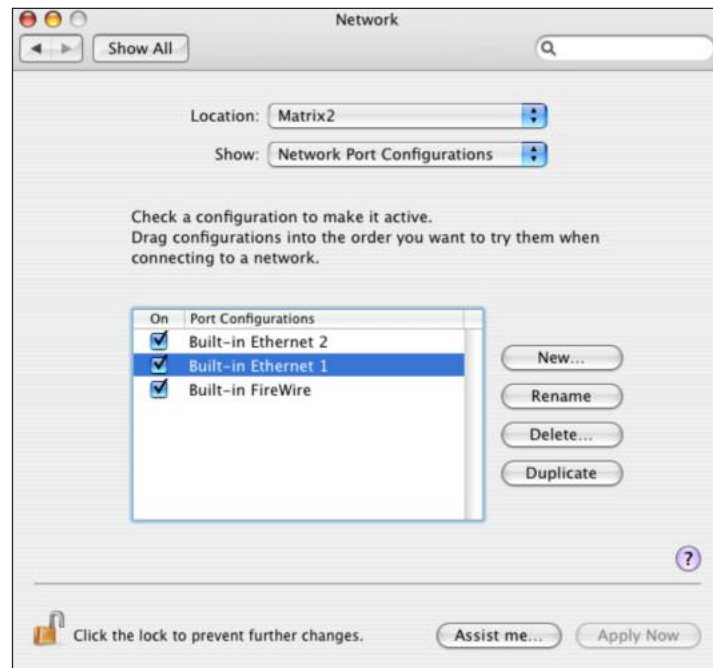 Network
Show All
Location: Matrix2
Show: Network Port Configurations
Check a configuration to make it active.
Drag configurations into the order you want to try them when
connecting to a network.
On Port Configurations
Built-in Ethernet 2
Built-in Ethernet 1
Built-in FireWire
New...
Rename
Delete...
Duplicate
?
Click the lock to prevent further changes.
Assist me...
Apply Now